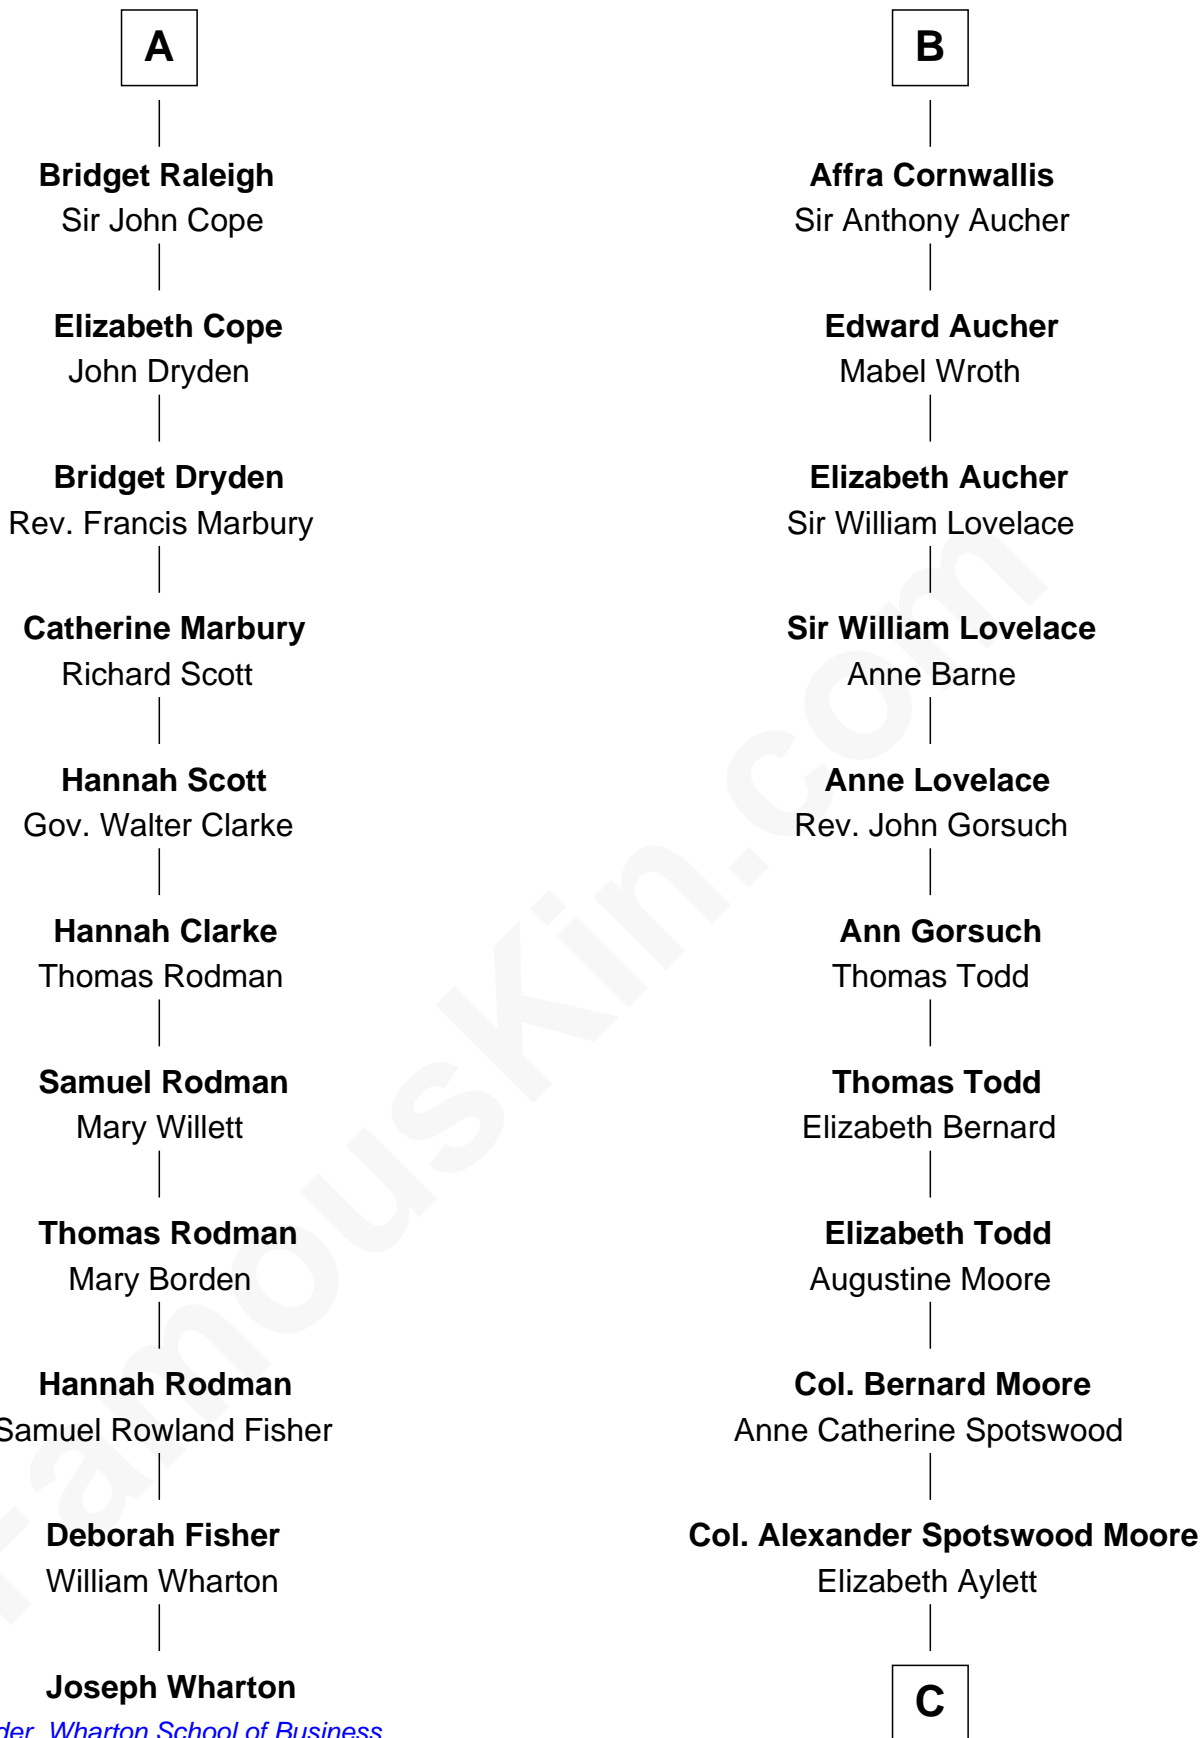 A
Bridget Raleigh
Sir John Cope
Elizabeth Cope
John Dryden
Bridget Dryden
Rev. Francis Marbury
Catherine Marbury
Richard Scott
Hannah Scott
Gov. Walter Clarke
Hannah Clarke
Thomas Rodman
Samuel Rodman
Mary Willett
Thomas Rodman
Mary Borden
Hannah Rodman
Samuel Rowland Fisher
Deborah Fisher
William Wharton
Joseph Wharton
Wharton School of Business
B
Affra Cornwallis
Sir Anthony Aucher
Edward Aucher
Mabel Wroth
Elizabeth Aucher
Sir William Lovelace
Sir William Lovelace
Anne Barne
Anne Lovelace
Rev. John Gorsuch
Ann Gorsuch
Thomas Todd
Thomas Todd
Elizabeth Bernard
Elizabeth Todd
Augustine Moore
Col. Bernard Moore
Anne Catherine Spotswood
Col. Alexander Spotswood Moore
Elizabeth Aylett
C
FamousKin.com